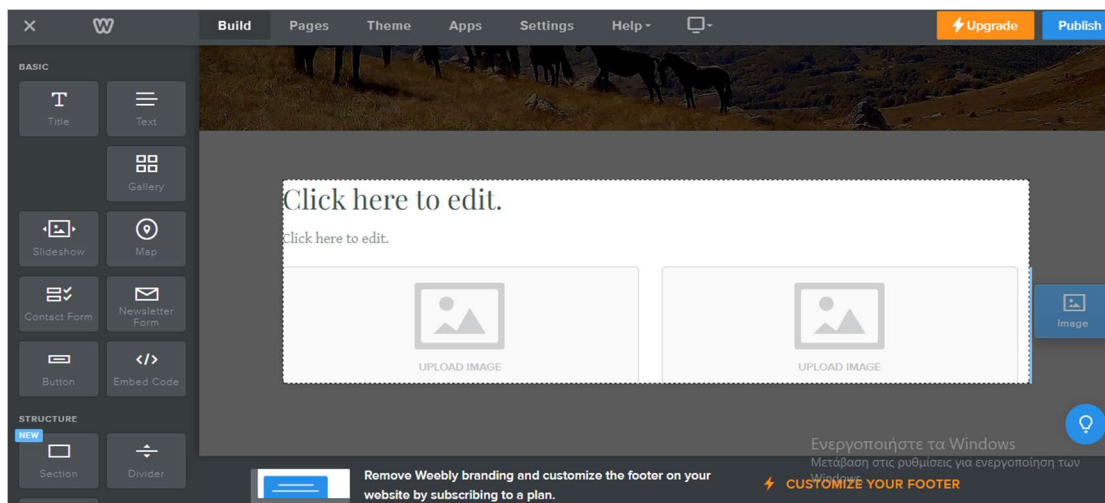 Build Pages Theme Apps Settings Help Upgrade Publish
BASIC
Title Text
Gallery
Slideshow Map
Contact Form Newsletter Form
Button Embed Code
STRUCTURE
NEW
Section Divider
Click here to edit.
Click here to edit.
UPLOAD IMAGE UPLOAD IMAGE
Image
Ενεργοποιήστε τα Windows
Μετάβαση στις ρυθμίσεις για ενεργοποίηση των
Windows.
Remove Weebly branding and customize the footer on your
website by subscribing to a plan.
CUSTOMIZE YOUR FOOTER